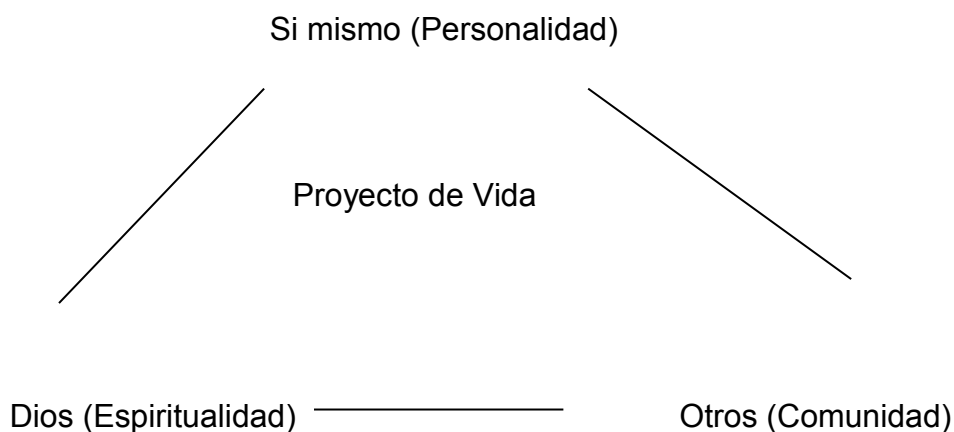 Si mismo (Personalidad)
Proyecto de Vida
Dios (Espiritualidad)
Otros (Comunidad)